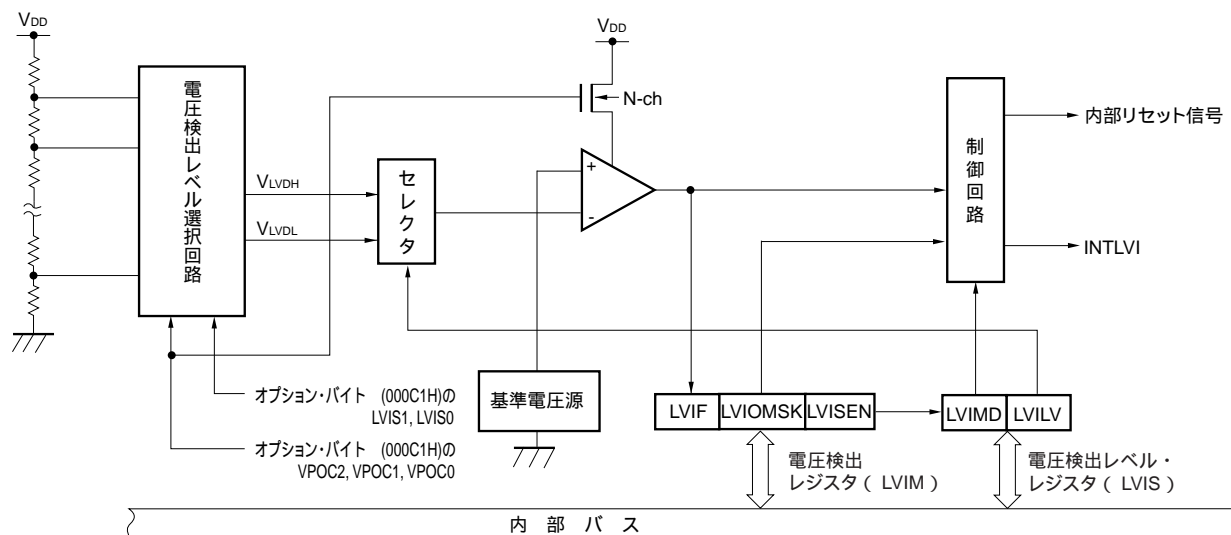 VDD
VDD
電圧検出レベル選択回路
N-ch
制御回路
内部リセット信号
VLVDH
セレクタ
+
-
VLVDL
INTLVI
オプション・バイト (000C1H)の
LVIS1, LVIS0
基準電圧源
LVIF
LVIOMSK
LVISEN
LVIMD
LVILV
オプション・バイト (000C1H)の
VPOC2, VPOC1, VPOC0
電圧検出
レジスタ ( LVIM )
電圧検出レベル・
レジスタ ( LVIS )
内 部 バ ス